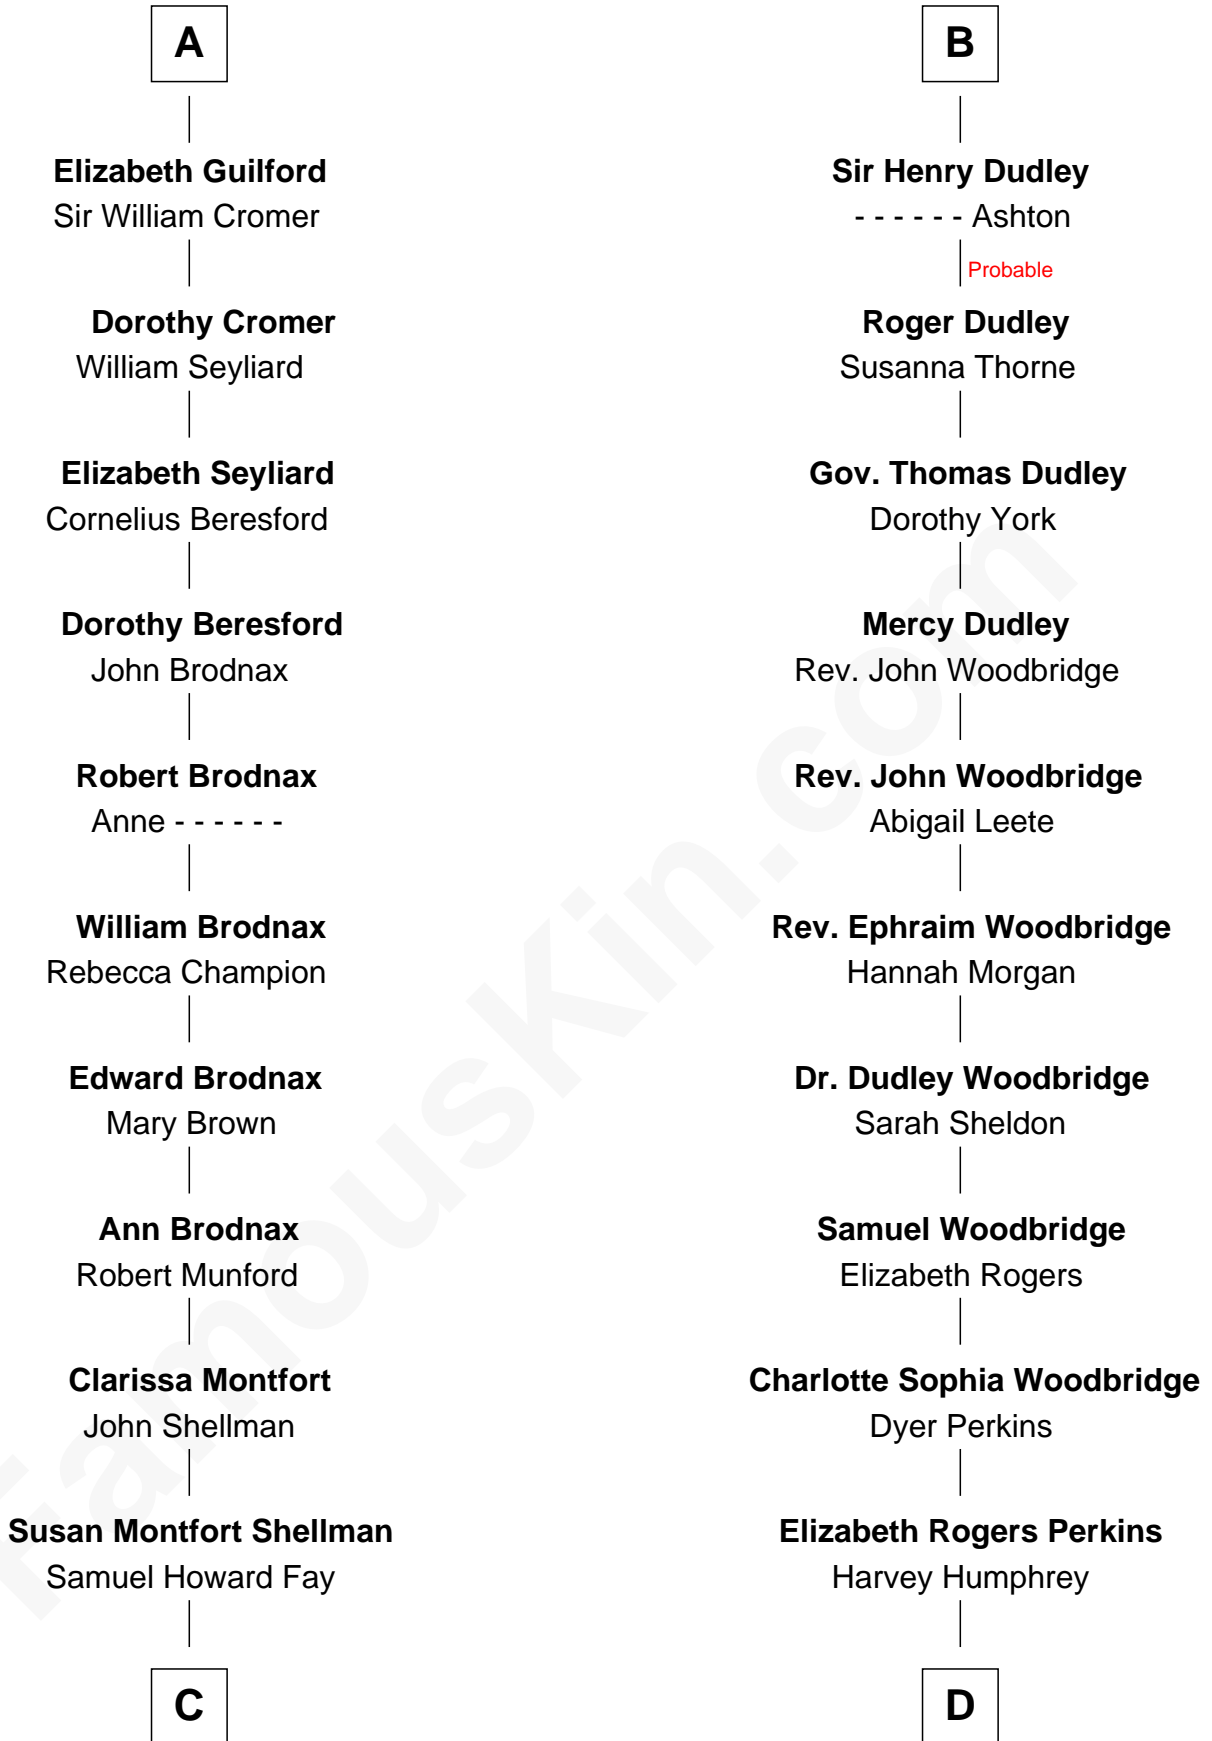 A
Elizabeth Guilford
Sir William Cromer
Dorothy Cromer
William Seyliard
Elizabeth Seyliard
Cornelius Beresford
Dorothy Beresford
John Brodnax
Robert Brodnax
Anne - - - - - -
William Brodnax
Rebecca Champion
Edward Brodnax
Mary Brown
Ann Brodnax
Robert Munford
Clarissa Montfort
John Shellman
Susan Montfort Shellman
Samuel Howard Fay
C
B
Sir Henry Dudley
- - - - - - Ashton
Probable
Roger Dudley
Susanna Thorne
Gov. Thomas Dudley
Dorothy York
Mercy Dudley
Rev. John Woodbridge
Rev. John Woodbridge
Abigail Leete
Rev. Ephraim Woodbridge
Hannah Morgan
Dr. Dudley Woodbridge
Sarah Sheldon
Samuel Woodbridge
Elizabeth Rogers
Charlotte Sophia Woodbridge
Dyer Perkins
Elizabeth Rogers Perkins
Harvey Humphrey
D
FamousKin.com